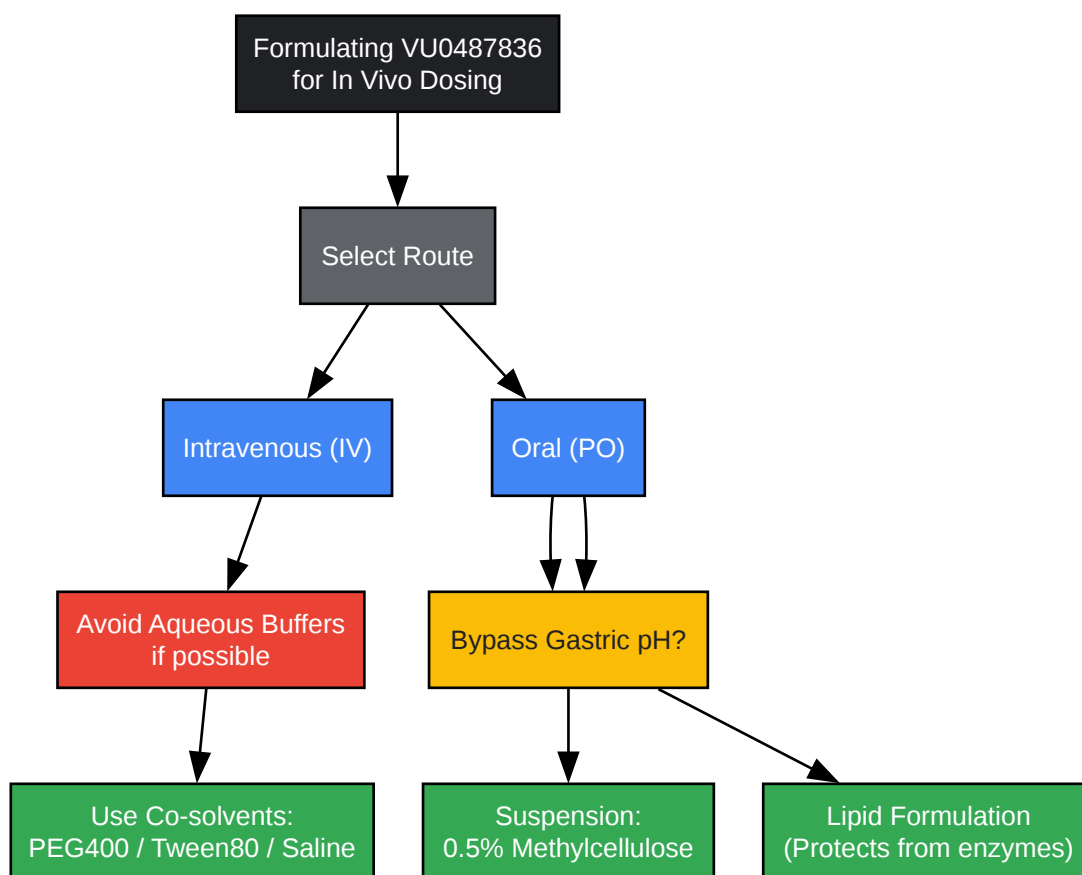 Formulating VU0487836
for In Vivo Dosing
Select Route
Intravenous (IV)
Oral (PO)
Avoid Aqueous Buffers
if possible
Bypass Gastric pH?
Use Co-solvents:
PEG400 / Tween80 / Saline
Suspension:
0.5% Methylcellulose
Lipid Formulation
(Protects from enzymes)